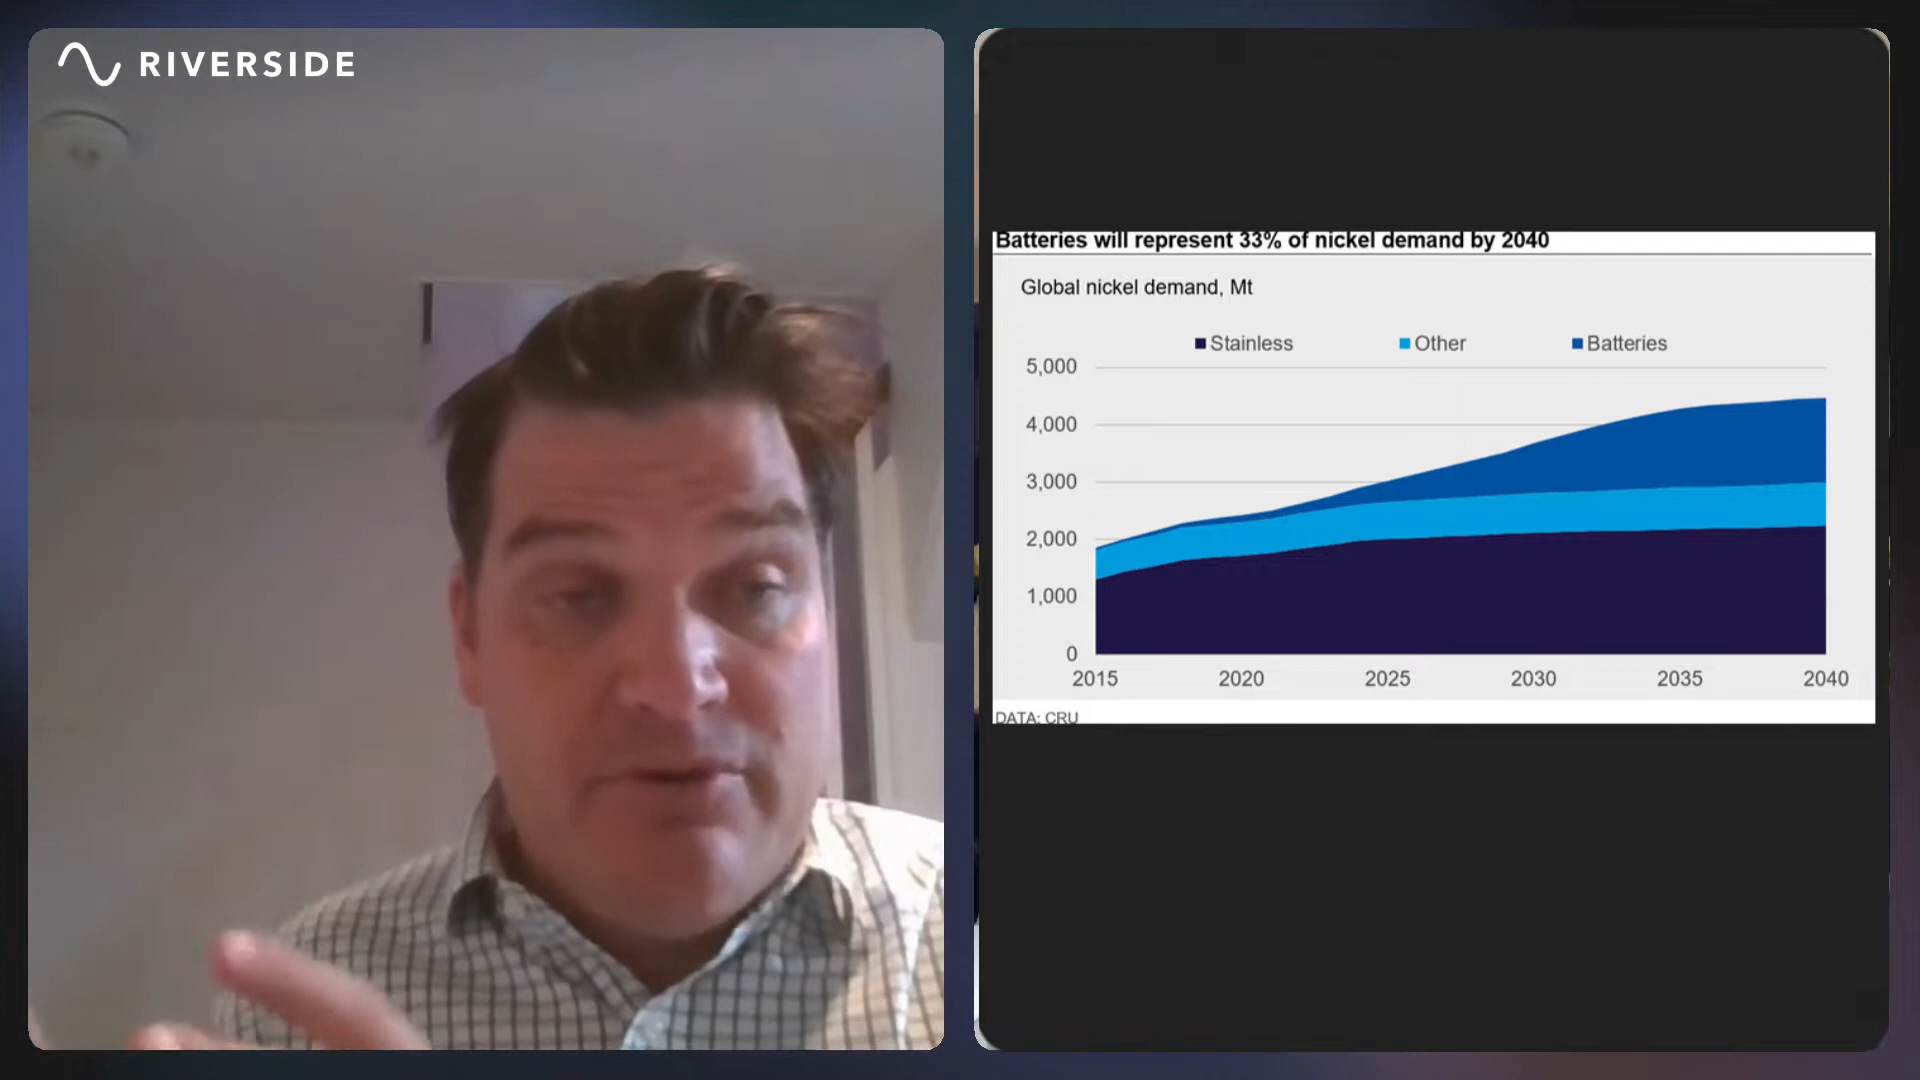 RIVERSIDE
Batteries will represent 33% of nickel demand by 2040
Global nickel demand, Mt
Stainless Other Batteries
5,000
4,000
3,000
2,000
1,000
0
2015 2020 2025 2030 2035 2040
DATA: CRU